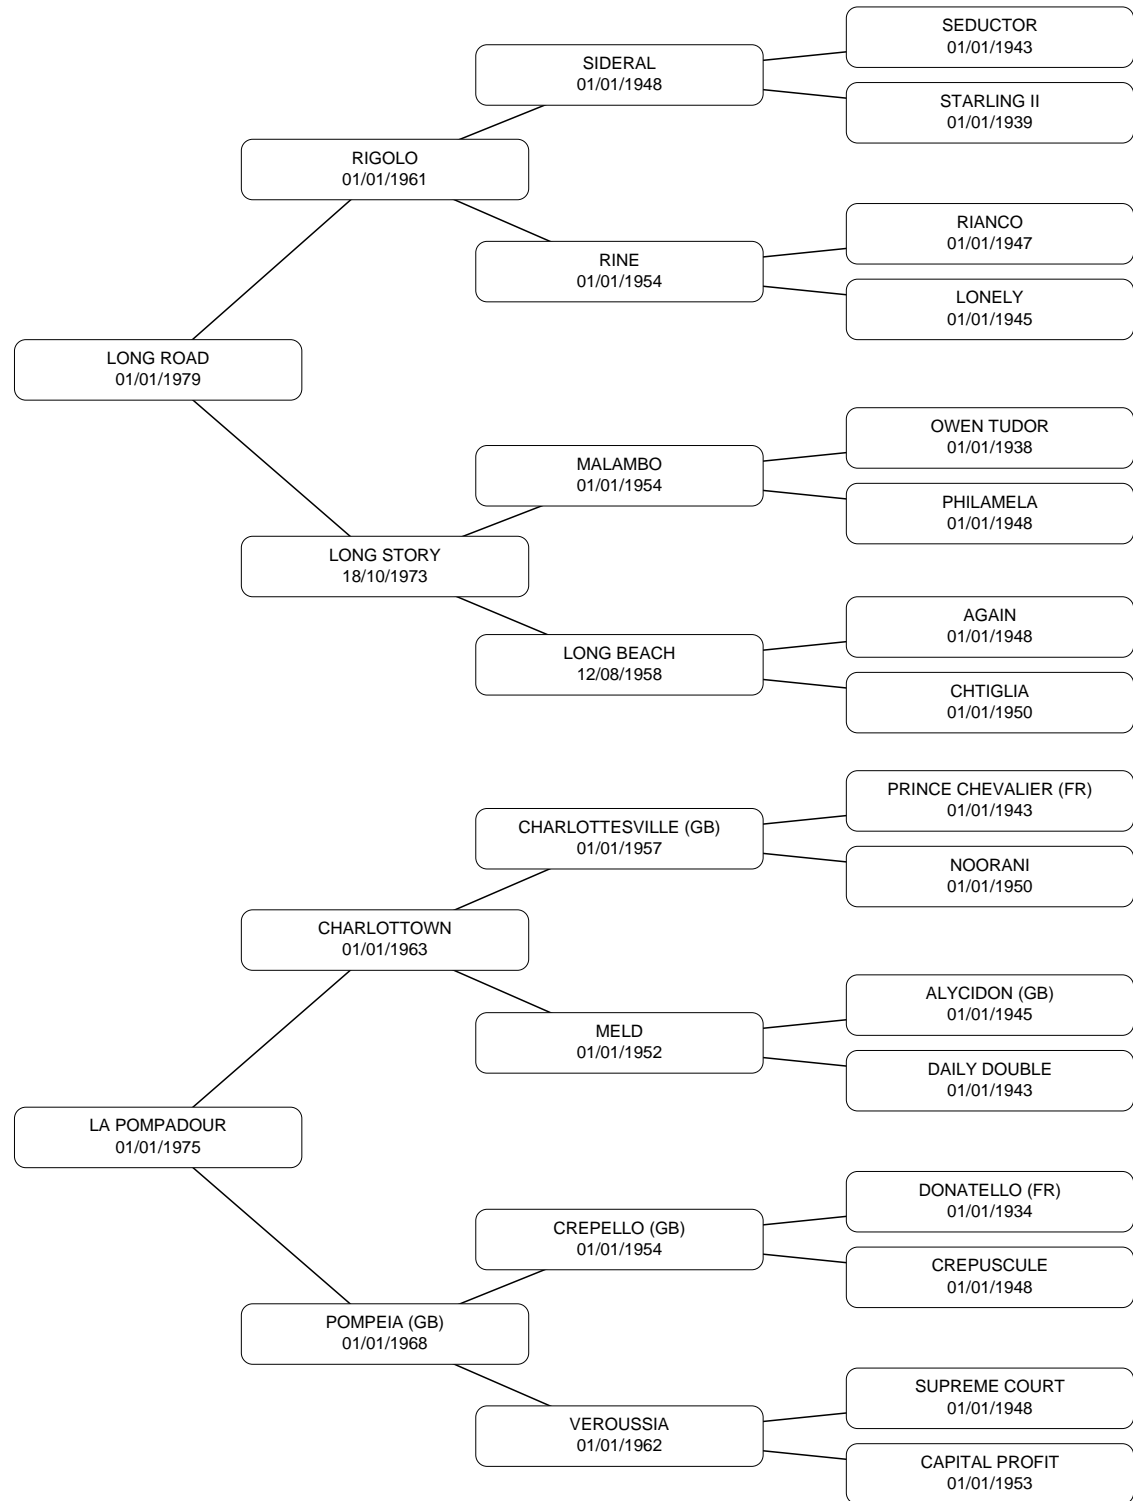 SEDUCTOR
01/01/1943
SIDERAL
01/01/1948
STARLING II
01/01/1939
RIGOLO
01/01/1961
RIANCO
01/01/1947
RINE
01/01/1954
LONELY
01/01/1945
LONG ROAD
01/01/1979
OWEN TUDOR
01/01/1938
MALAMBO
01/01/1954
PHILAMELA
01/01/1948
LONG STORY
18/10/1973
AGAIN
01/01/1948
LONG BEACH
12/08/1958
CHTIGLIA
01/01/1950
PRINCE CHEVALIER (FR)
01/01/1943
CHARLOTTESVILLE (GB)
01/01/1957
NOORANI
01/01/1950
CHARLOTTOWN
01/01/1963
ALYCIDON (GB)
01/01/1945
MELD
01/01/1952
DAILY DOUBLE
01/01/1943
LA POMPADOUR
01/01/1975
DONATELLO (FR)
01/01/1934
CREPELLO (GB)
01/01/1954
CREPUSCULE
01/01/1948
POMPEIA (GB)
01/01/1968
SUPREME COURT
01/01/1948
VEROUSSIA
01/01/1962
CAPITAL PROFIT
01/01/1953